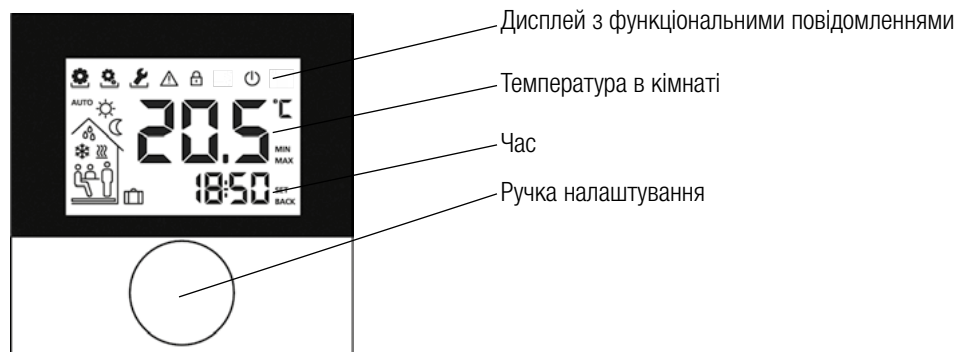 Дисплей з функціональними повідомленнями
AUTO
20.5 °C
Температура в кімнаті
MIN
MAX
Час
18:50 SET
BACK
Ручка налаштування